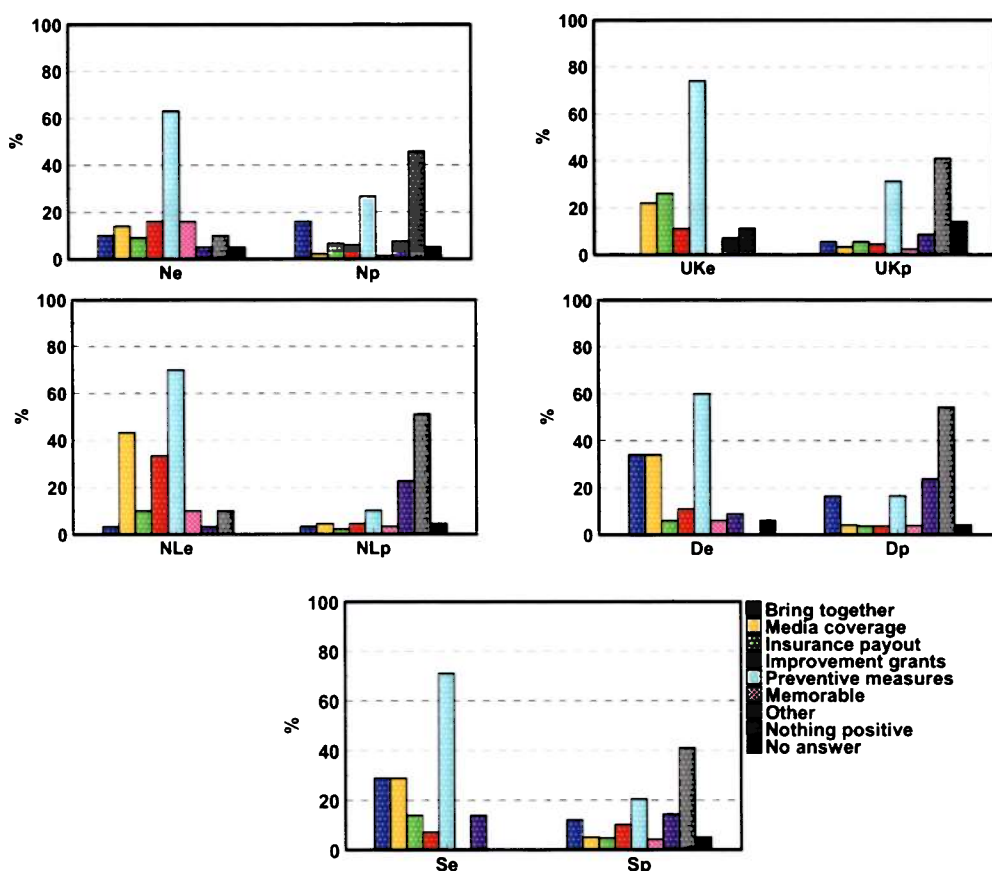 100
80
60
40
20
0
%
Ne
Np
100
80
60
40
20
0
%
UKe
UKp
100
80
60
40
20
0
%
NLe
NLp
100
80
60
40
20
0
%
De
Dp
100
80
60
40
20
0
%
Se
Sp
Bring together
Media coverage
Insurance payout
Improvement grants
Preventive measures
Memorable
Other
Nothing positive
No answer